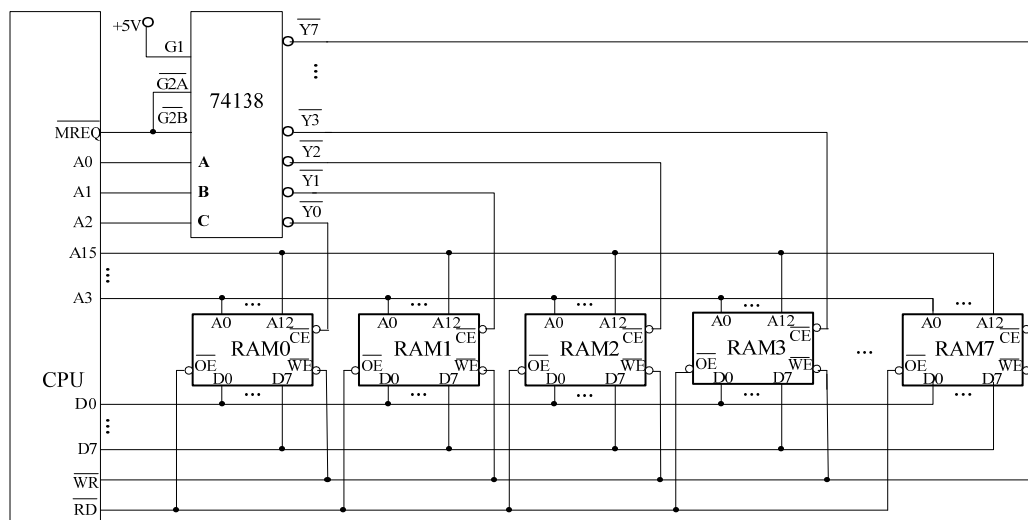 +5V
G1
G2A
G2B
74138
A
B
C
Y7
Y3
Y2
Y1
Y0
MREQ
A0
A1
A2
A15
A3
CPU
D0
D7
WR
RD
A0 A12
CE
RAM0
OE WE
D0 D7
A0 A12
CE
RAM1
OE WE
D0 D7
A0 A12
CE
RAM2
OE WE
D0 D7
A0 A12
CE
RAM3
OE WE
D0 D7
...
A0 A12
CE
RAM7
OE WE
D0 D7